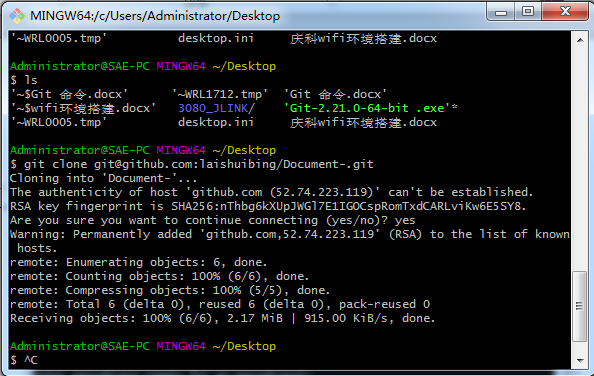 MINGW64:/c/Users/Administrator/Desktop
'~WRL0005.tmp' desktop.ini 庆科wifi环境搭建.docx
Administrator@SAE-PC MINGW64 ~/Desktop
$ ls
'~$Git 命令.docx' '~WRL1712.tmp' 'Git 命令.docx'
'~$wifi环境搭建.docx' 3080_JLINK/ 'Git-2.21.0-64-bit .exe'*
'~WRL0005.tmp' desktop.ini 庆科wifi环境搭建.docx
Administrator@SAE-PC MINGW64 ~/Desktop
$ git clone git@github.com:laishuibing/Document-.git
Cloning into 'Document-'...
The authenticity of host 'github.com (52.74.223.119)' can't be established.
RSA key fingerprint is SHA256:nThbg6kXUpJWGl7E1IGOCspRomTxdCARLviKw6E5SY8.
Are you sure you want to continue connecting (yes/no)? yes
Warning: Permanently added 'github.com,52.74.223.119' (RSA) to the list of known
hosts.
remote: Enumerating objects: 6, done.
remote: Counting objects: 100% (6/6), done.
remote: Compressing objects: 100% (5/5), done.
remote: Total 6 (delta 0), reused 6 (delta 0), pack-reused 0
Receiving objects: 100% (6/6), 2.17 MiB | 915.00 KiB/s, done.
Administrator@SAE-PC MINGW64 ~/Desktop
$ ^C